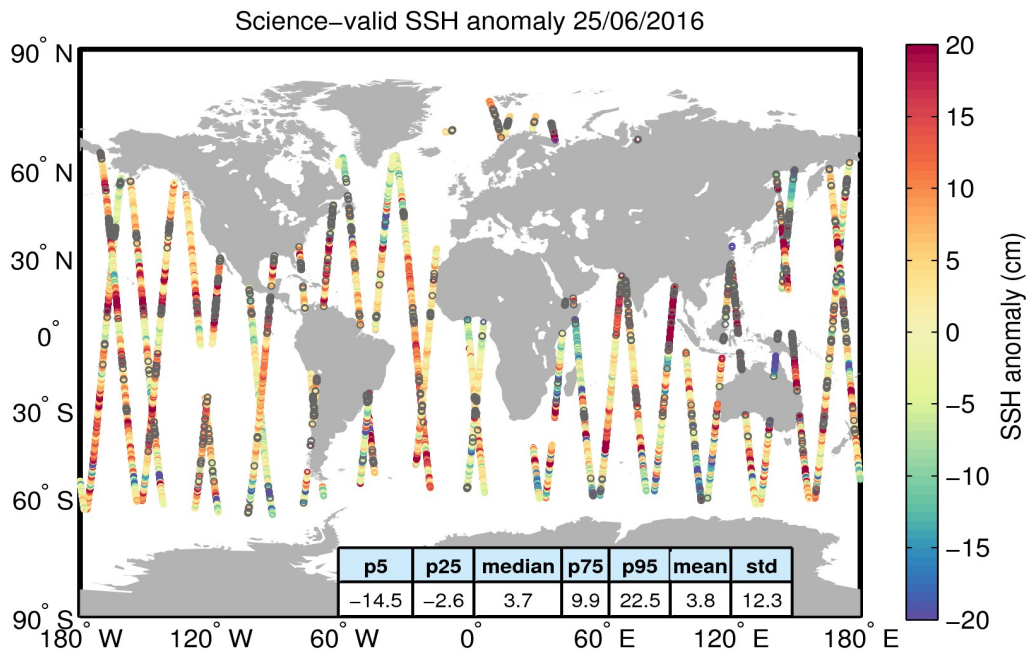 Science−valid SSH anomaly 25/06/2016
90° N
60° N
30° N
0°
30° S
60° S
90° S
180° W
120° W
60° W
0°
60° E
120° E
180° E
p5 p25 median p75 p95 mean std
−14.5 −2.6 3.7 9.9 22.5 3.8 12.3
20
15
10
5
0
−5
−10
−15
−20
SSH anomaly (cm)